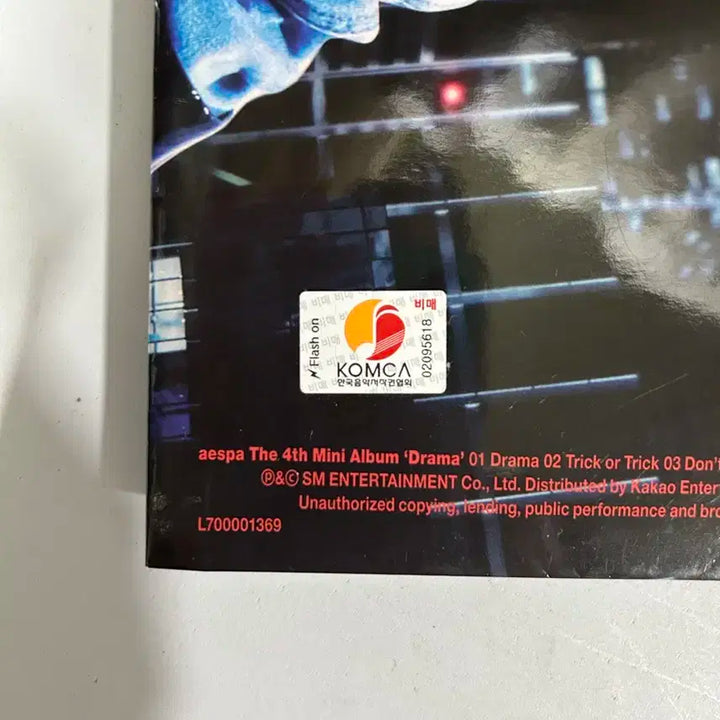 비매
Flash on
02095618
KOMCA
한국음악저작권협회
aespa The 4th Mini Album ‘Drama’ 01 Drama 02 Trick or Trick 03 Don’t
℗&© SM ENTERTAINMENT Co., Ltd. Distributed by Kakao Enter
Unauthorized copying, lending, public performance and bro
L700001369